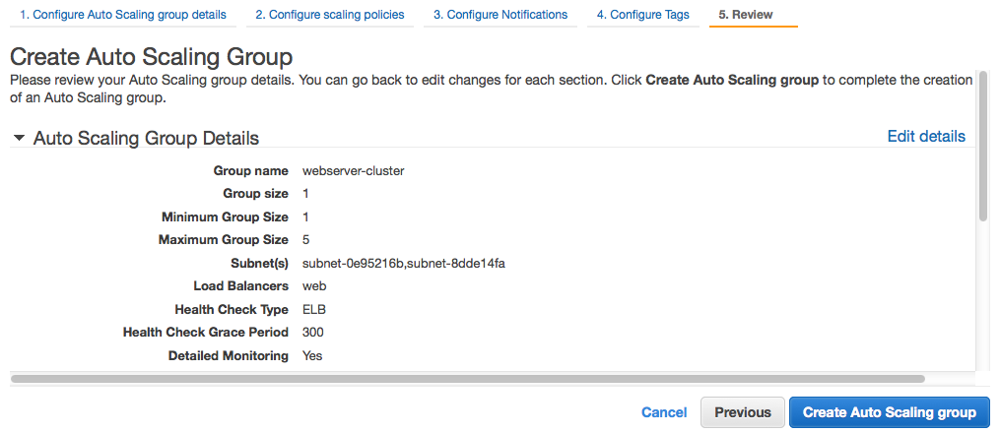 1. Configure Auto Scaling group details 2. Configure scaling policies 3. Configure Notifications 4. Configure Tags 5. Review
Create Auto Scaling Group
Please review your Auto Scaling group details. You can go back to edit changes for each section. Click Create Auto Scaling group to complete the creation
of an Auto Scaling group.
Auto Scaling Group Details Edit details
Group name webserver-cluster
Group size 1
Minimum Group Size 1
Maximum Group Size 5
Subnet(s) subnet-0e95216b,subnet-8dde14fa
Load Balancers web
Health Check Type ELB
Health Check Grace Period 300
Detailed Monitoring Yes
Cancel Previous Create Auto Scaling group